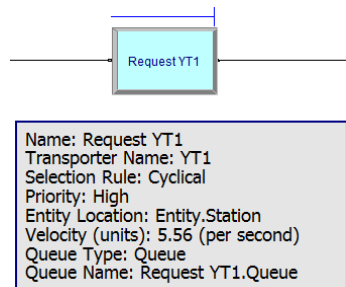 Request YT1
Name: Request YT1
Transporter Name: YT1
Selection Rule: Cyclical
Priority: High
Entity Location: Entity.Station
Velocity (units): 5.56 (per second)
Queue Type: Queue
Queue Name: Request YT1.Queue